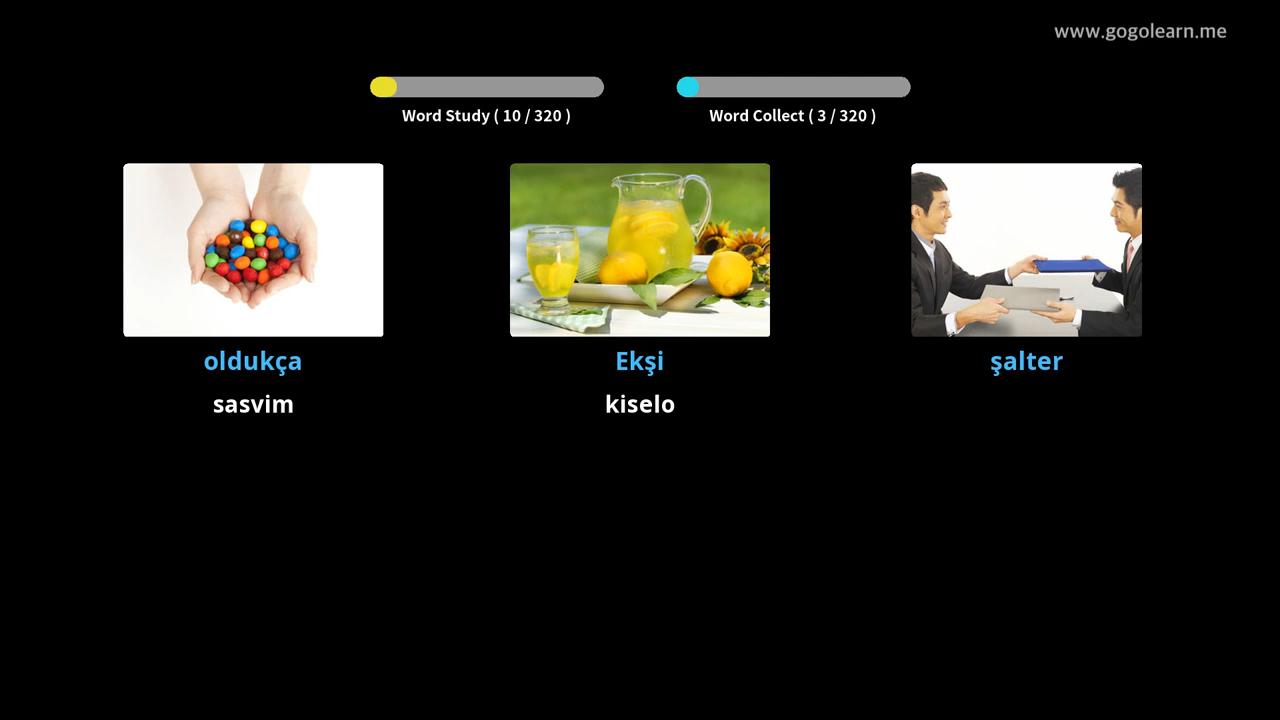 www.gogolearn.me
Word Study ( 10 / 320 )
Word Collect ( 3 / 320 )
oldukça
Ekşi
şalter
sasvim
kiselo